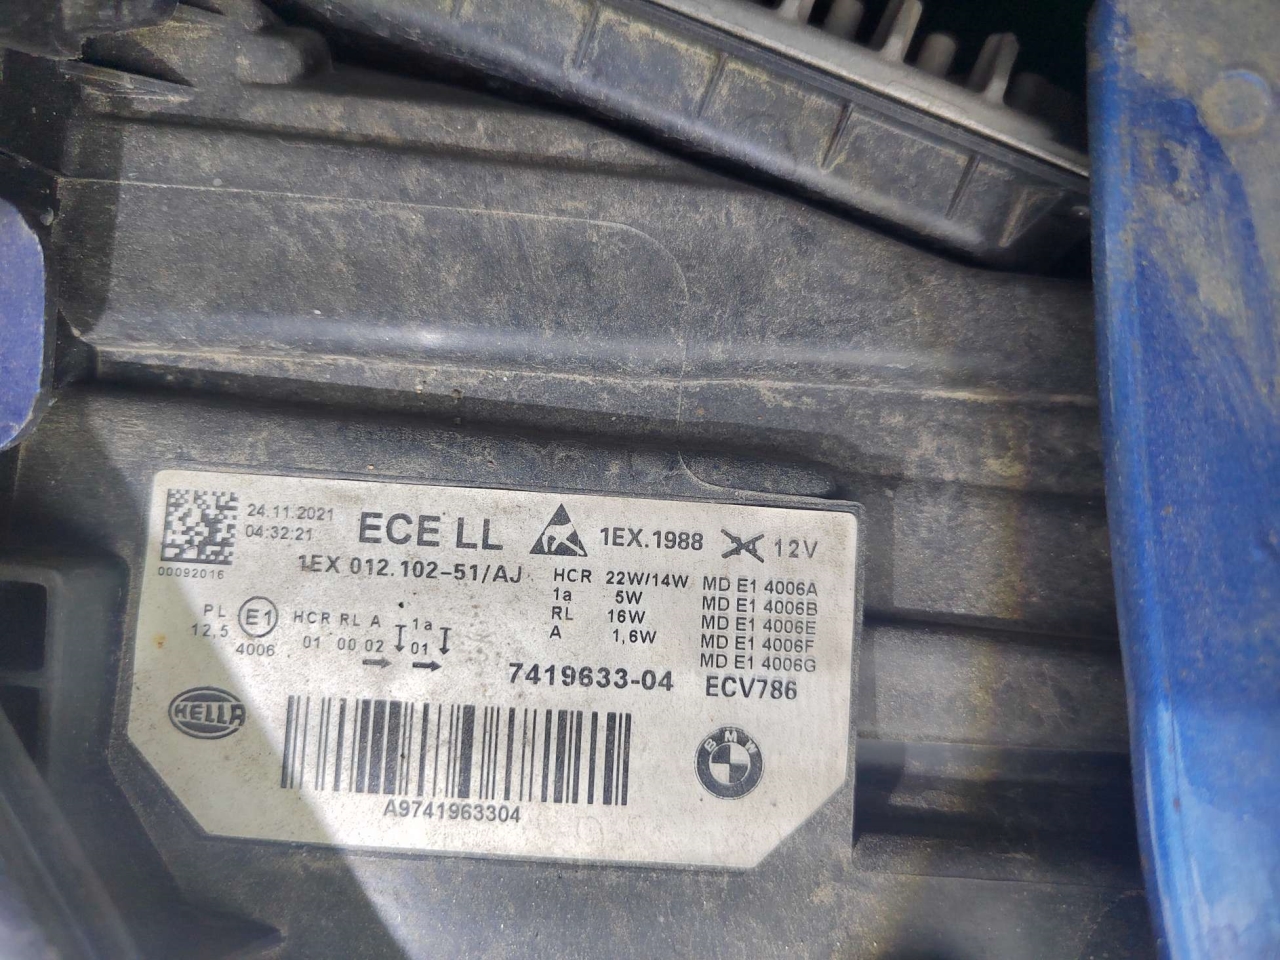 24.11.2021
04:32:21
00092016
ECE LL
1EX.1988
24 12V
1EX 012.102-51/AJ
HCR 22W/14W
1a 5W
RL 16W
A 1,6W
MD E1 4006A
MD E1 4006B
MD E1 4006E
MD E1 4006F
MD E1 4006G
PL
12,5
E1
4006
HCR RL A 1a
01 00 02 01
7419633-04
ECV786
HELLA
BMW
A9741963304